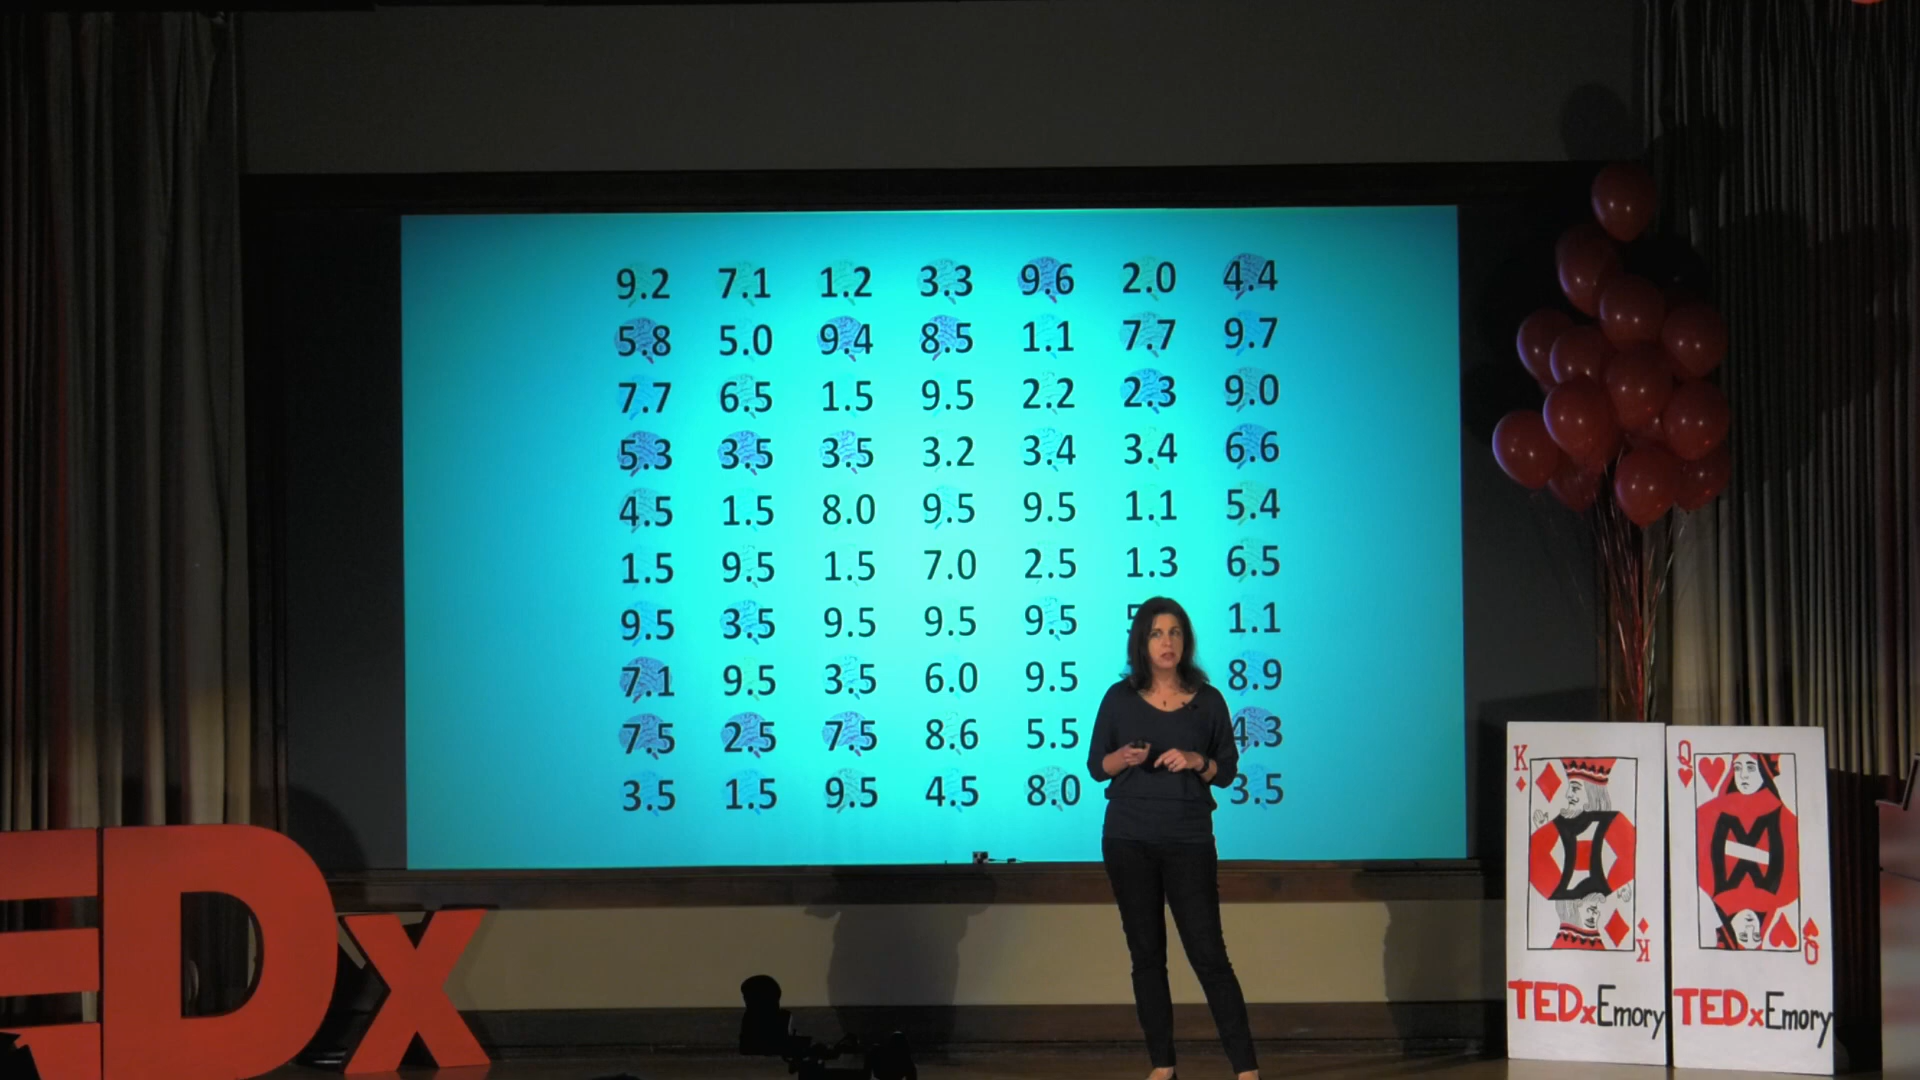 9.2 7.1 1.2 3.3 9.6 2.0 4.4
5.8 5.0 9.4 8.5 1.1 7.7 9.7
7.7 6.5 1.5 9.5 2.2 2.3 9.0
5.3 3.5 3.5 3.2 3.4 3.4 6.6
4.5 1.5 8.0 9.5 9.5 1.1 5.4
1.5 9.5 1.5 7.0 2.5 1.3 6.5
9.5 3.5 9.5 9.5 9.5 1.1
7.1 9.5 3.5 6.0 9.5 8.9
7.5 2.5 7.5 8.6 5.5 4.3
3.5 1.5 9.5 4.5 8.0 3.5
EDx
K
K
TEDxEmory
Q
Q
TEDxEmory